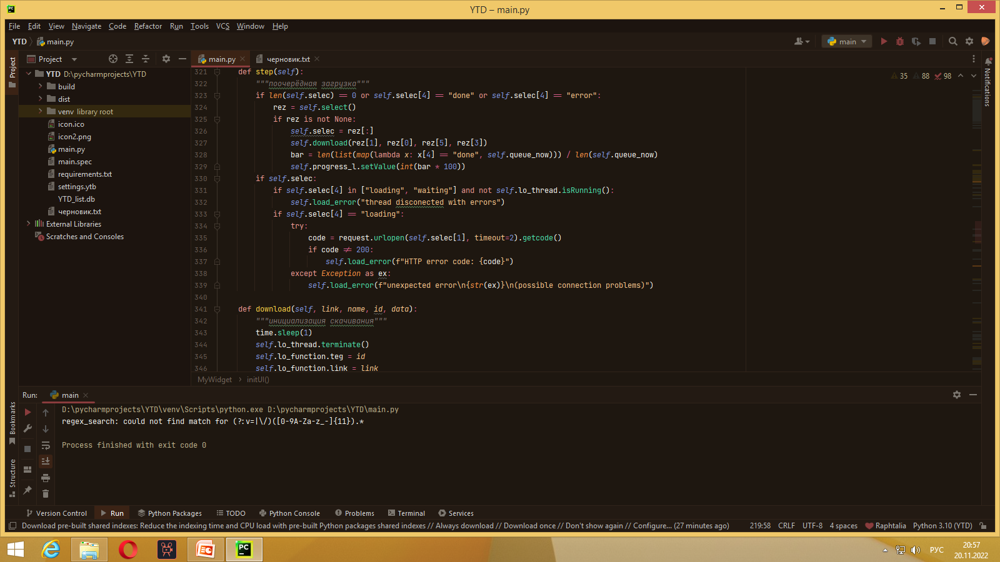 YTD – main.py
File Edit View Navigate Code Refactor Run Tools VCS Window Help
YTD main.py
main
Project
main.py
черновик.txt
YTD D:\pycharmprojects\YTD
build
dist
venv library root
icon.ico
icon2.png
main.py
main.spec
requirements.txt
settings.ytb
YTD_list.db
черновик.txt
External Libraries
Scratches and Consoles
Project
Bookmarks
Structure
Notifications
35 88 98
321 def step(self):
322 """поочерёдная загрузка"""
323 if len(self.selec) == 0 or self.selec[4] == "done" or self.selec[4] == "error":
324 rez = self.select()
325 if rez is not None:
326 self.selec = rez[:]
327 self.download(rez[1], rez[0], rez[5], rez[3])
328 bar = len(list(map(lambda x: x[4] == "done", self.queue_now))) / len(self.queue_now)
329 self.progress_l.setValue(int(bar * 100))
330 if self.selec:
331 if self.selec[4] in ["loading", "waiting"] and not self.lo_thread.isRunning():
332 self.load_error("thread disconected with errors")
333 if self.selec[4] == "loading":
334 try:
335 code = request.urlopen(self.selec[1], timeout=2).getcode()
336 if code != 200:
337 self.load_error(f"HTTP error code: {code}")
338 except Exception as ex:
339 self.load_error(f"unexpected error\n{str(ex)}\n(possible connection problems)")
340
341 def download(self, link, name, id, data):
342 """инициализация скачивания"""
343 time.sleep(1)
344 self.lo_thread.terminate()
345 self.lo_function.teg = id
346 self.lo_function.link = link
MyWidget › initUI()
Run: main
D:\pycharmprojects\YTD\venv\Scripts\python.exe D:\pycharmprojects\YTD\main.py
regex_search: could not find match for (?:v=|\/)([0-9A-Za-z_-]{11}).*
Process finished with exit code 0
Version Control Run Python Packages TODO Python Console Problems Terminal Services
Download pre-built shared indexes: Reduce the indexing time and CPU load with pre-built Python packages shared indexes // Always download // Download once // Don't show again // Configure... (27 minutes ago)
219:58 CRLF UTF-8 4 spaces Raphtalia Python 3.10 (YTD)
РУС
20:57
20.11.2022